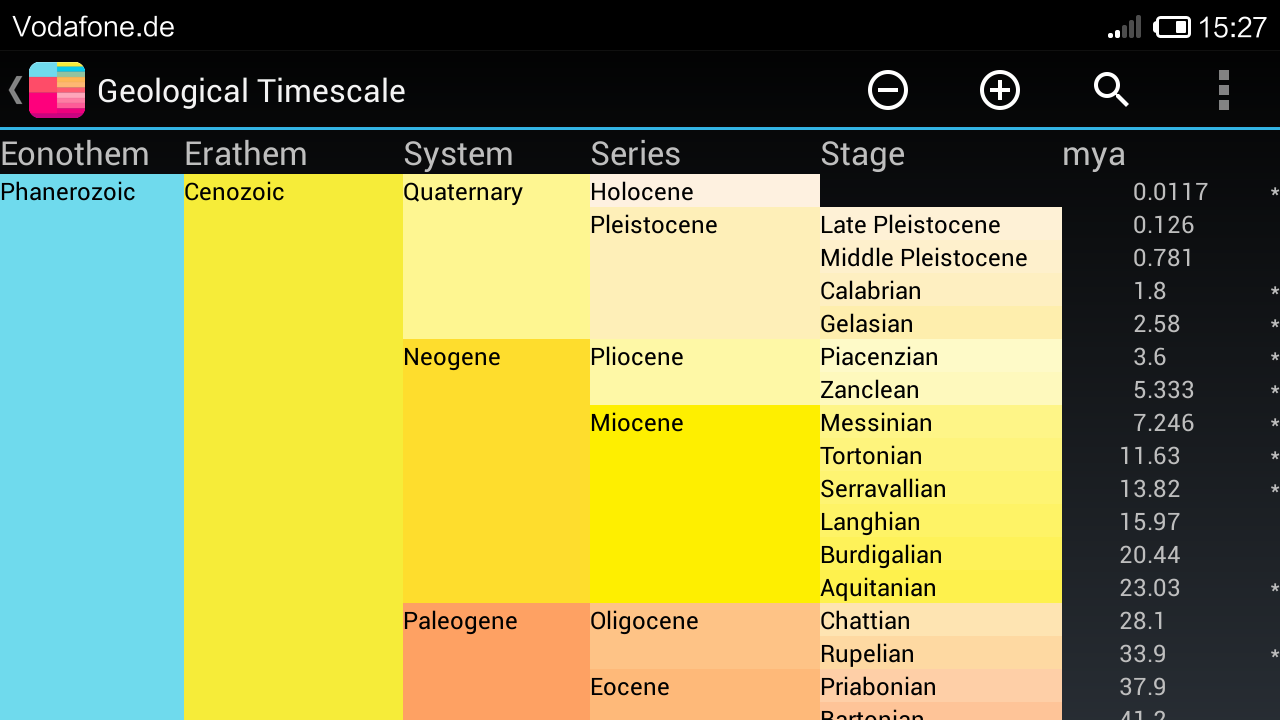 Vodafone.de 15:27
Geological Timescale
Eonothem Erathem System Series Stage mya
Phanerozoic Cenozoic Quaternary Holocene 0.0117 *
Pleistocene Late Pleistocene 0.126
Middle Pleistocene 0.781
Calabrian 1.8 *
Gelasian 2.58 *
Neogene Pliocene Piacenzian 3.6 *
Zanclean 5.333 *
Miocene Messinian 7.246 *
Tortonian 11.63 *
Serravallian 13.82 *
Langhian 15.97
Burdigalian 20.44
Aquitanian 23.03 *
Paleogene Oligocene Chattian 28.1
Rupelian 33.9 *
Eocene Priabonian 37.9
Bartonian 41.2